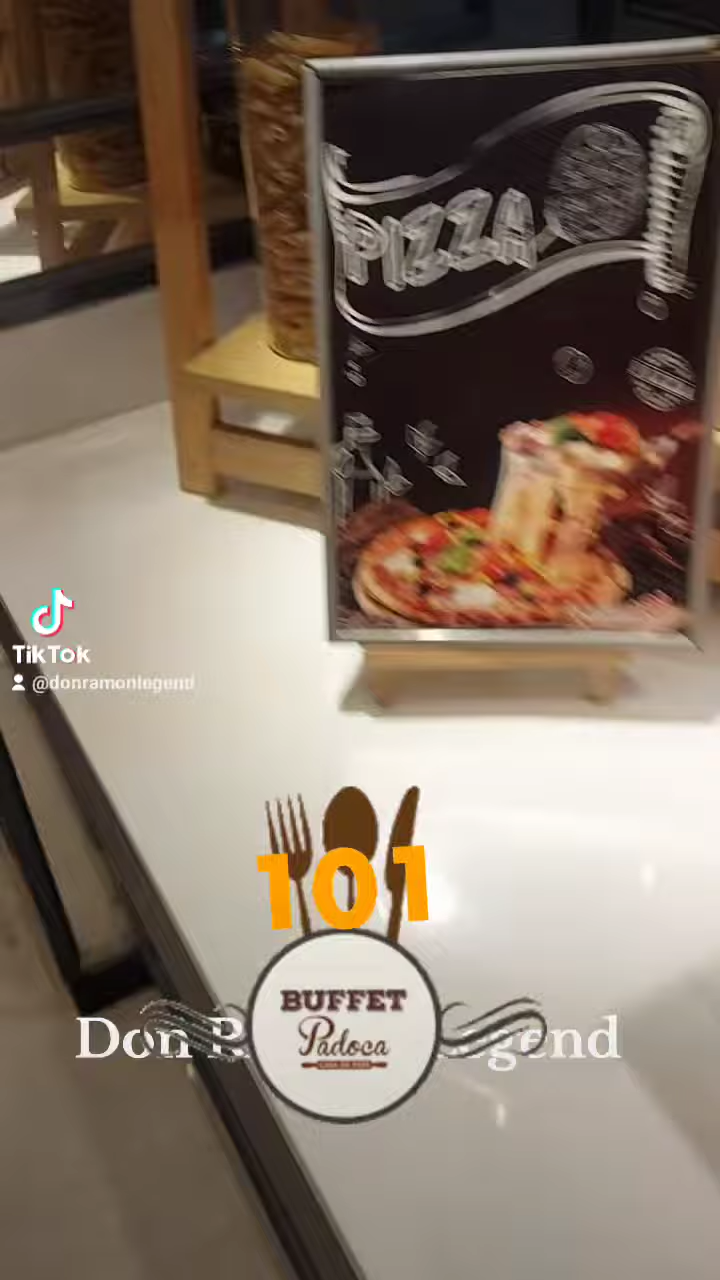 PIZZA
TikTok
@donramonlegend
101
BUFFET
Padoca
Don R
egend